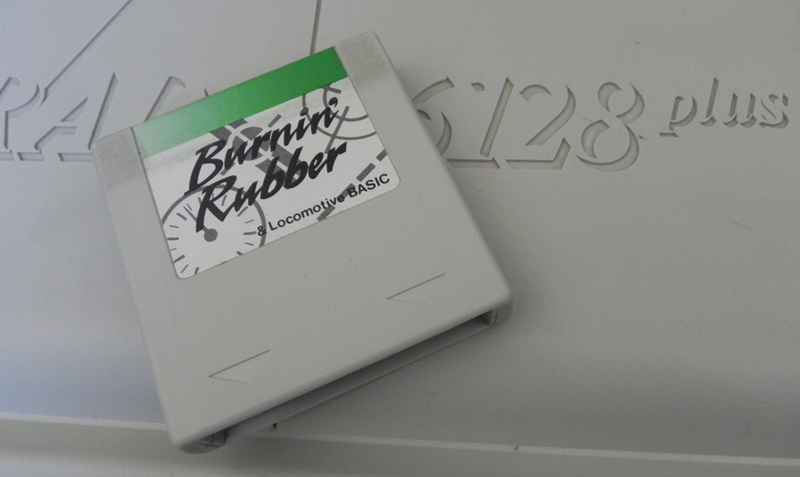 Burnin'
Rubber
& Locomotive BASIC
6128 plus